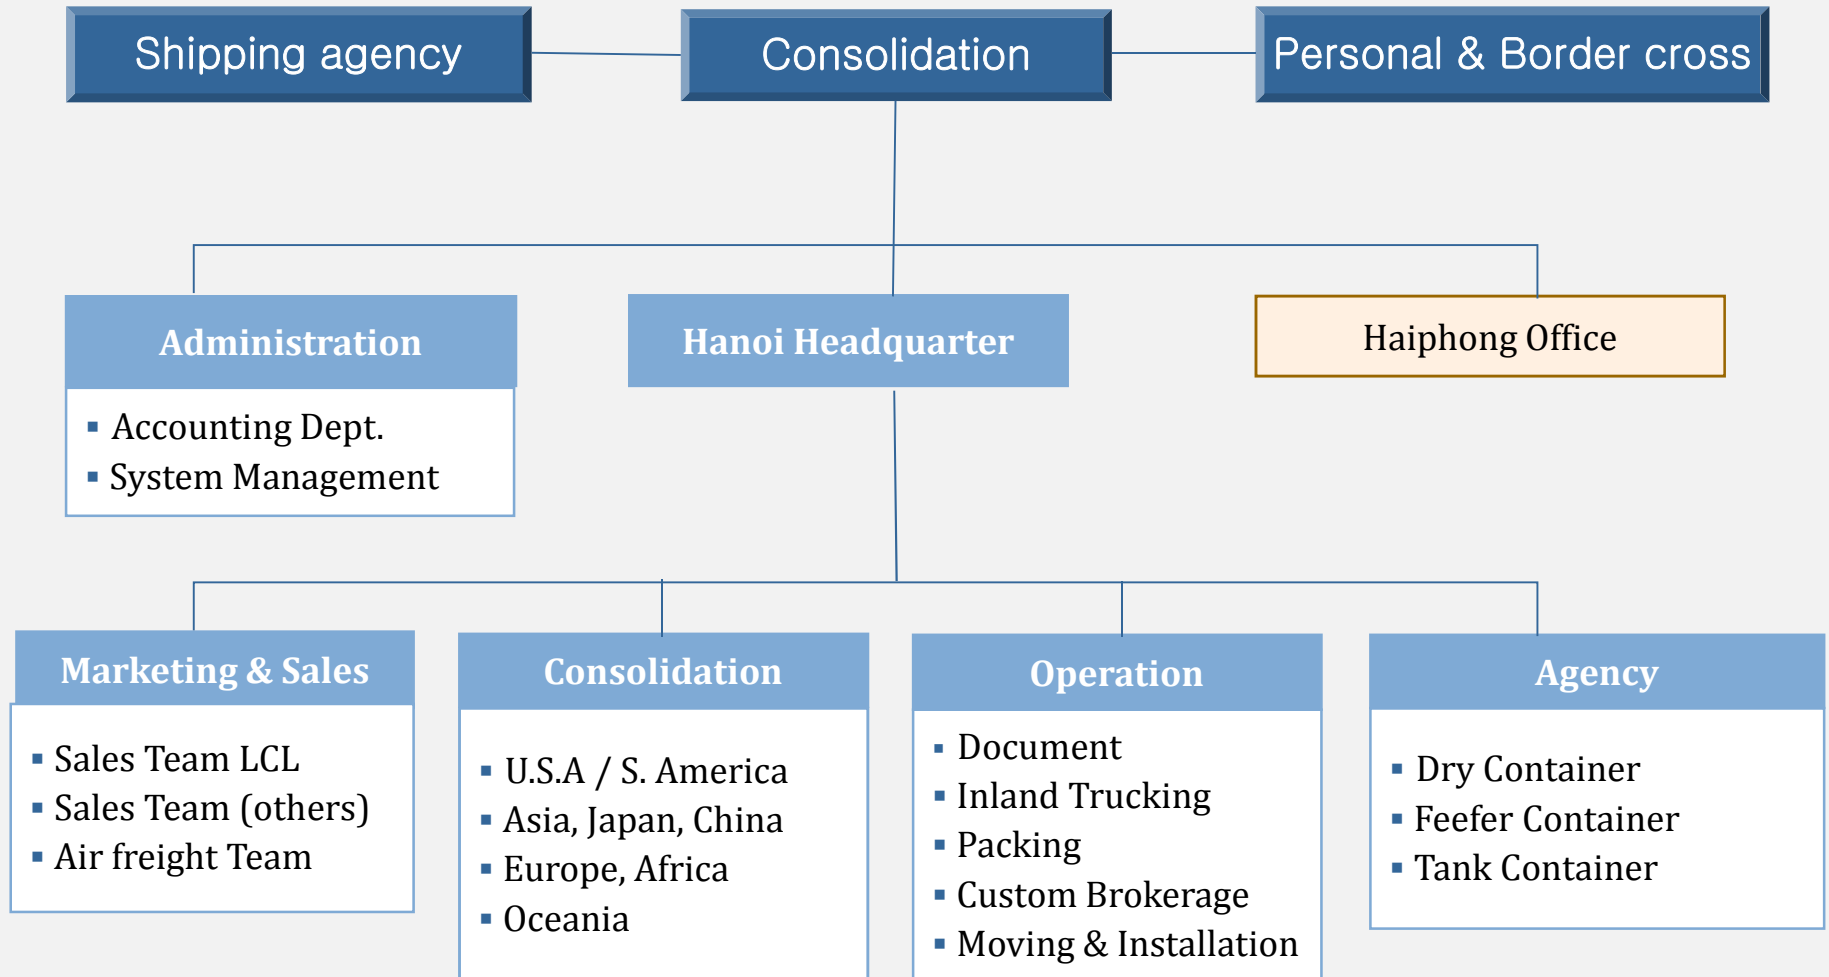 Shipping agency
Consolidation
Personal & Border cross
Administration
Accounting Dept.
System Management
Hanoi Headquarter
Haiphong Office
Marketing & Sales
Sales Team LCL
Sales Team (others)
Air freight Team
Consolidation
U.S.A / S. America
Asia, Japan, China
Europe, Africa
Oceania
Operation
Document
Inland Trucking
Packing
Custom Brokerage
Moving & Installation
Agency
Dry Container
Feefer Container
Tank Container